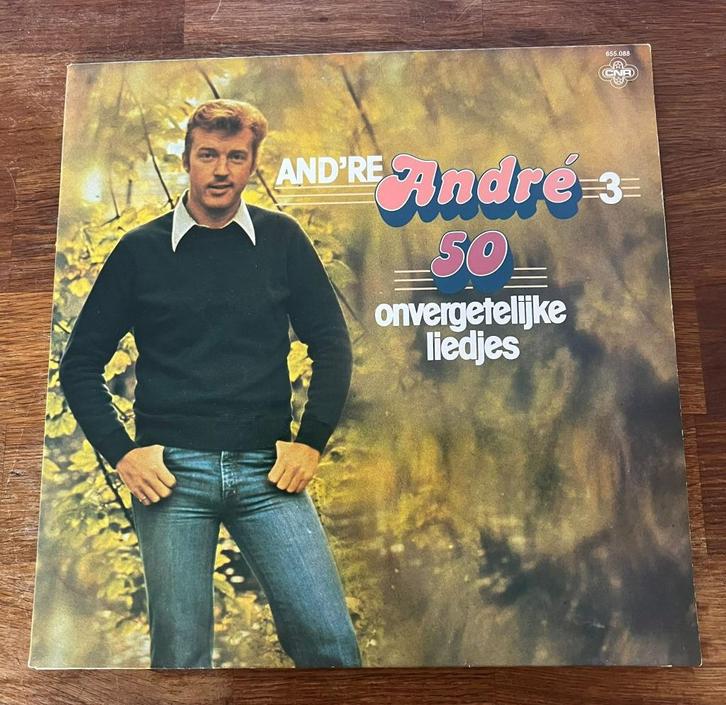 655.088
CNR
AND'RE André 3
50
onvergetelijke
liedjes